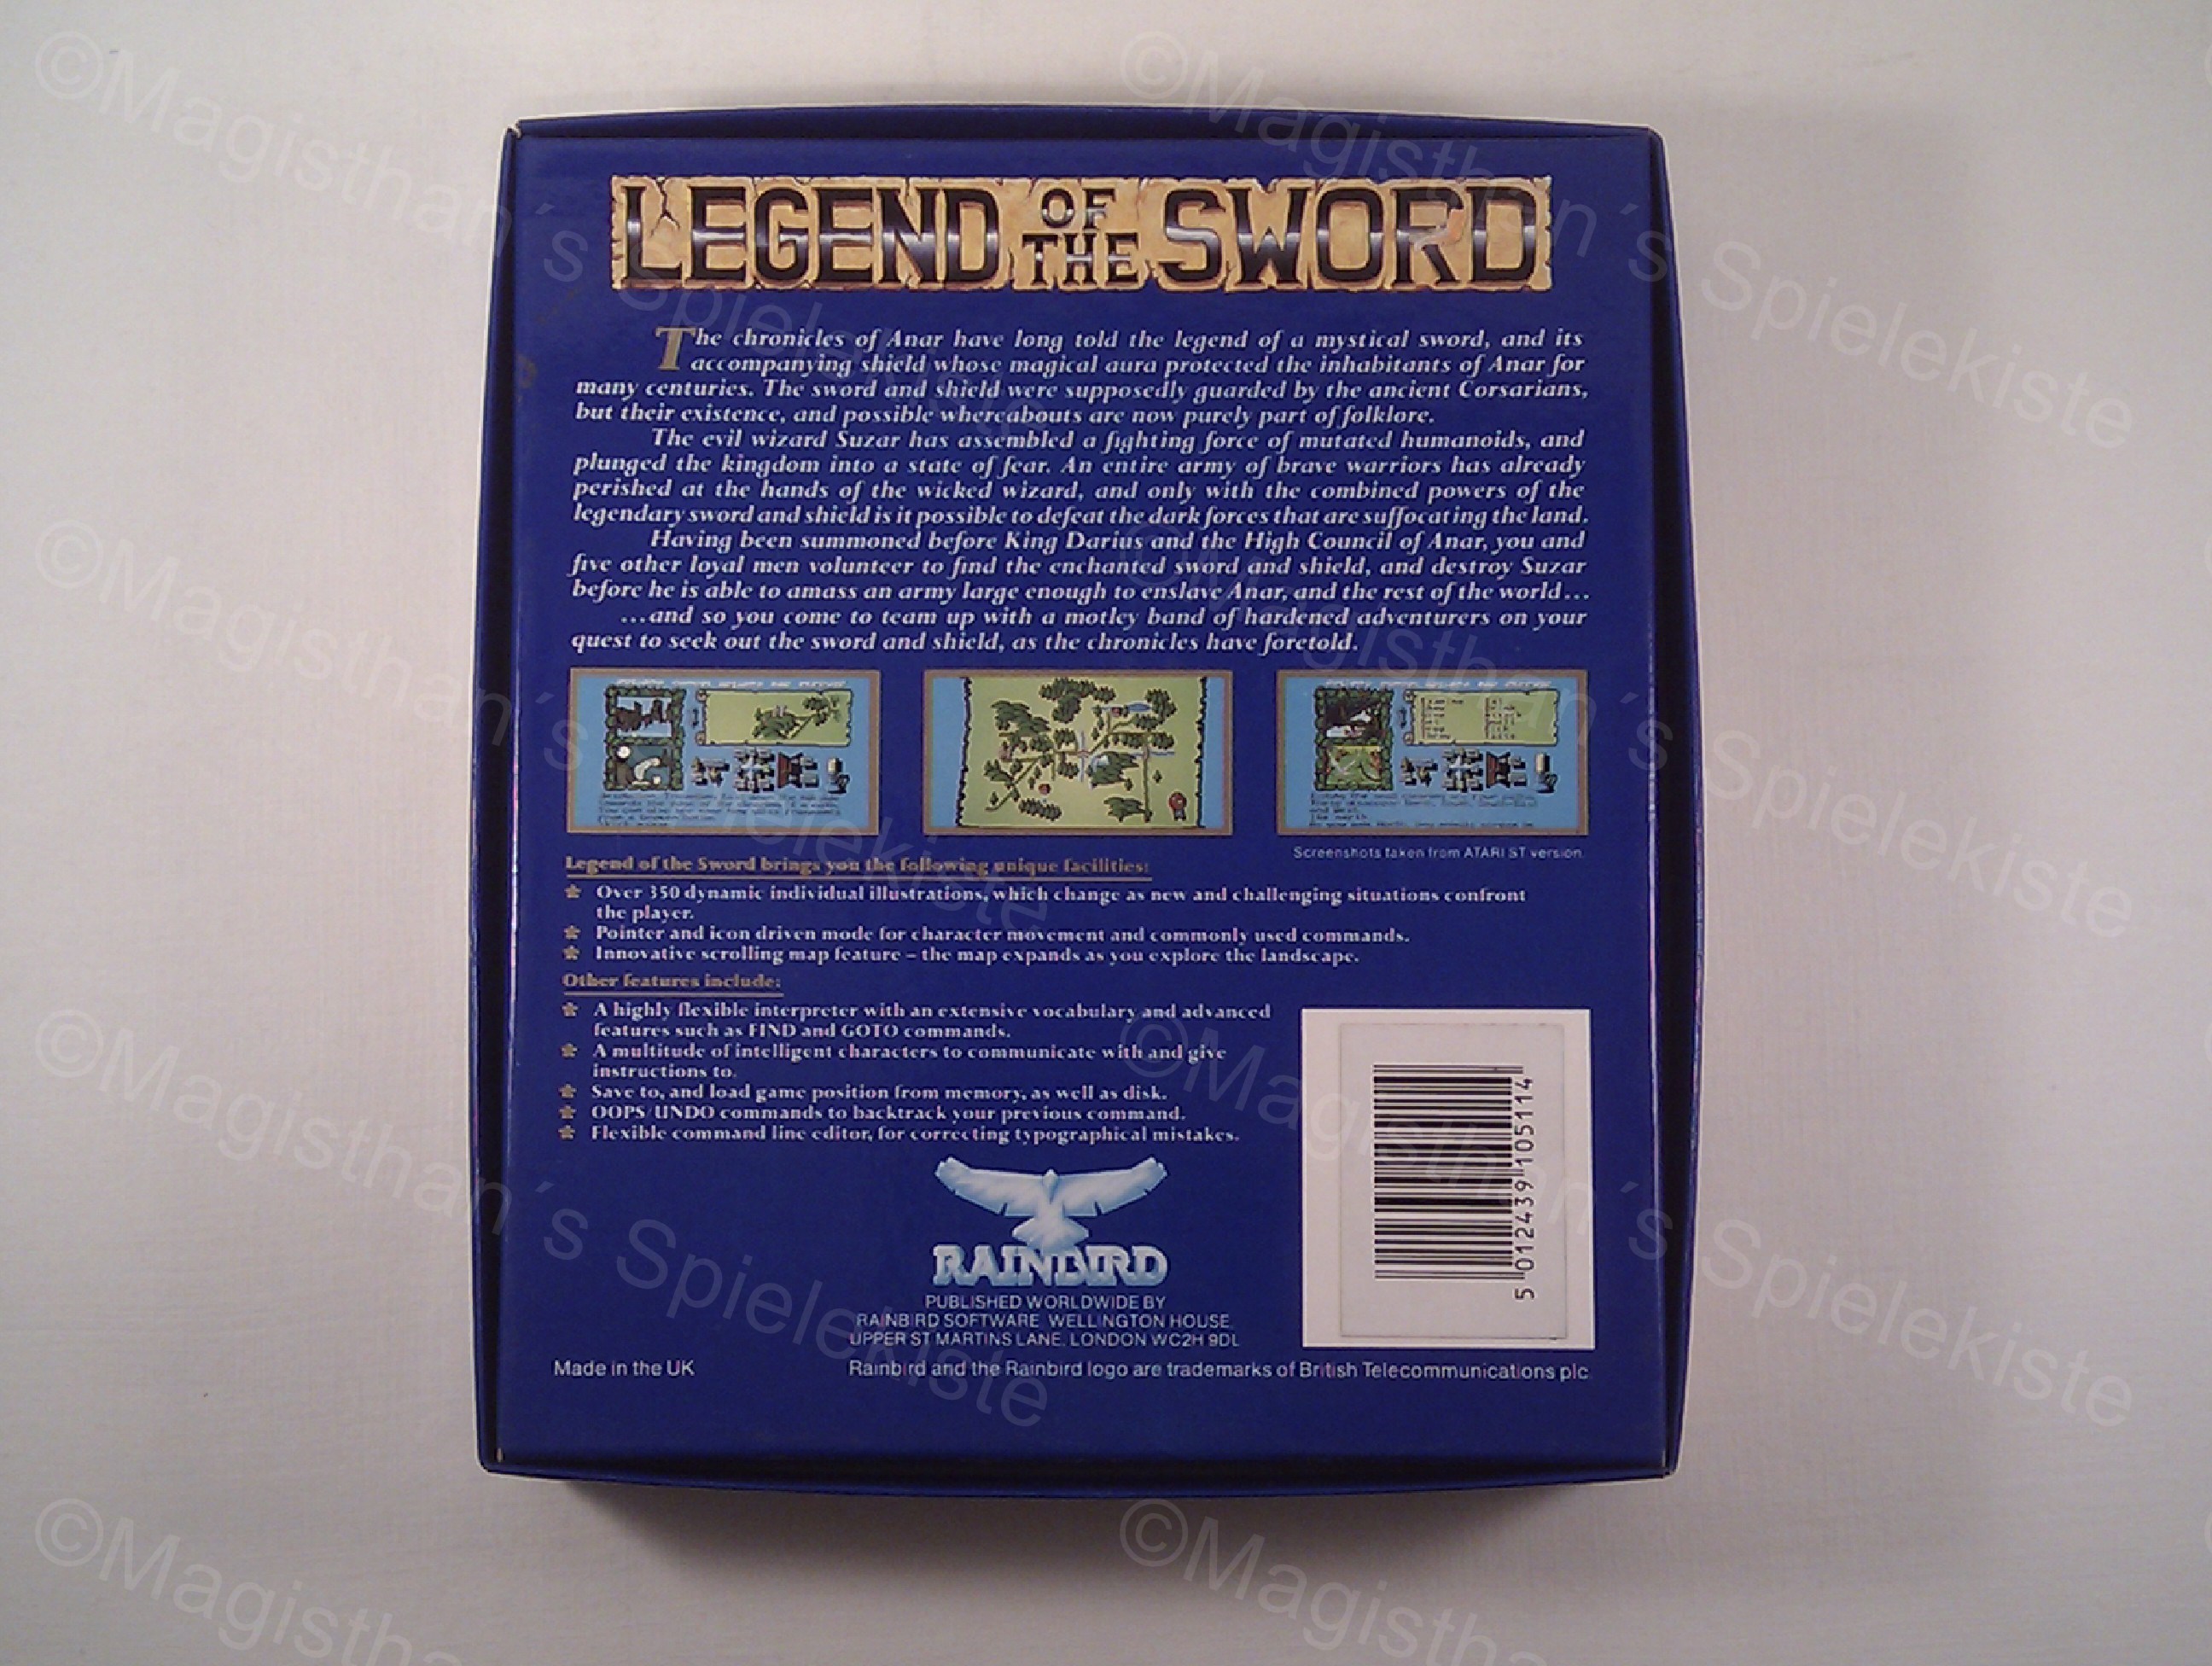 LEGEND OF THE SWORD
The chronicles of Anar have long told the legend of a mystical sword, and its
accompanying shield whose magical aura protected the inhabitants of Anar for
many centuries. The sword and shield were supposedly guarded by the ancient Corsarians,
but their existence, and possible whereabouts are now purely part of folklore.
The evil wizard Suzar has assembled a fighting force of mutated humanoids, and
plunged the kingdom into a state of fear. An entire army of brave warriors has already
perished at the hands of the wicked wizard, and only with the combined powers of the
legendary sword and shield is it possible to defeat the dark forces that are suffocating the land.
Having been summoned before King Darius and the High Council of Anar, you and
five other loyal men volunteer to find the enchanted sword and shield, and destroy Suzar
before he is able to amass an army large enough to enslave Anar, and the rest of the world...
...and so you come to team up with a motley band of hardened adventurers on your
quest to seek out the sword and shield, as the chronicles have foretold.
Screenshots taken from ATARI ST version.
Legend of the Sword brings you the following unique facilities:
Over 350 dynamic individual illustrations, which change as new and challenging situations confront
the player.
Pointer and icon driven mode for character movement and commonly used commands.
Innovative scrolling map feature – the map expands as you explore the landscape.
Other features include:
A highly flexible interpreter with an extensive vocabulary and advanced
features such as FIND and GOTO commands.
A multitude of intelligent characters to communicate with and give
instructions to.
Save to, and load game position from memory, as well as disk.
OOPS/UNDO commands to backtrack your previous command.
Flexible command line editor, for correcting typographical mistakes.
RAINBIRD
PUBLISHED WORLDWIDE BY
RAINBIRD SOFTWARE, WELLINGTON HOUSE,
UPPER ST MARTINS LANE, LONDON WC2H 9DL
Made in the UK
Rainbird and the Rainbird logo are trademarks of British Telecommunications plc
5 012439 105114
©Magisthan´s Spielekiste
©Magisthan´s Spielekiste
©Magisthan´s Spielekiste
©Magisthan´s Spielekiste
©Magisthan´s Spielekiste
©Magisthan´s Spielekiste